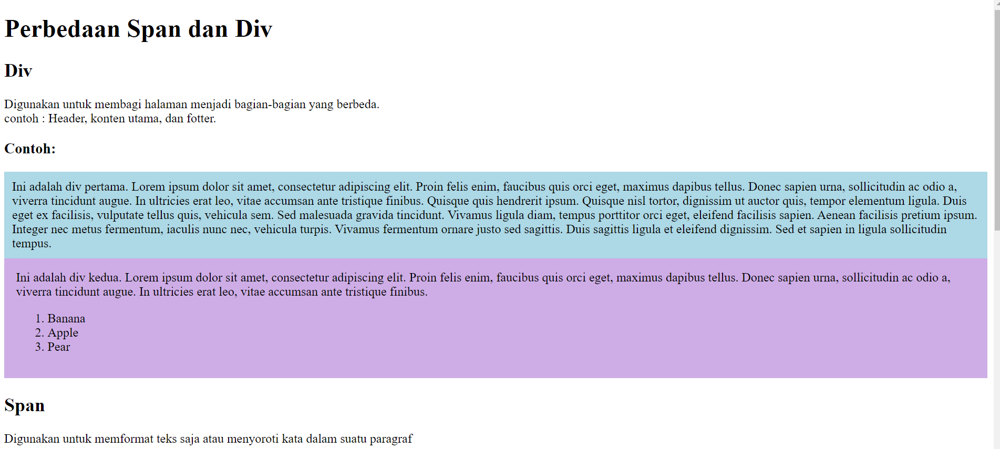 Perbedaan Span dan Div
Div
Digunakan untuk membagi halaman menjadi bagian-bagian yang berbeda.
contoh : Header, konten utama, dan fotter.
Contoh:
Ini adalah div pertama. Lorem ipsum dolor sit amet, consectetur adipiscing elit. Proin felis enim, faucibus quis orci eget, maximus dapibus tellus. Donec sapien urna, sollicitudin ac odio a,
viverra tincidunt augue. In ultricies erat leo, vitae accumsan ante tristique finibus. Quisque quis hendrerit ipsum. Quisque nisl tortor, dignissim ut auctor quis, tempor elementum ligula. Duis
eget ex facilisis, vulputate tellus quis, vehicula sem. Sed malesuada gravida tincidunt. Vivamus ligula diam, tempus porttitor orci eget, eleifend facilisis sapien. Aenean facilisis pretium ipsum.
Integer nec metus fermentum, iaculis nunc nec, vehicula turpis. Vivamus fermentum ornare justo sed sagittis. Duis sagittis ligula et eleifend dignissim. Sed et sapien in ligula sollicitudin
tempus.
Ini adalah div kedua. Lorem ipsum dolor sit amet, consectetur adipiscing elit. Proin felis enim, faucibus quis orci eget, maximus dapibus tellus. Donec sapien urna, sollicitudin ac odio a,
viverra tincidunt augue. In ultricies erat leo, vitae accumsan ante tristique finibus.
1. Banana
2. Apple
3. Pear
Span
Digunakan untuk memformat teks saja atau menyoroti kata dalam suatu paragraf